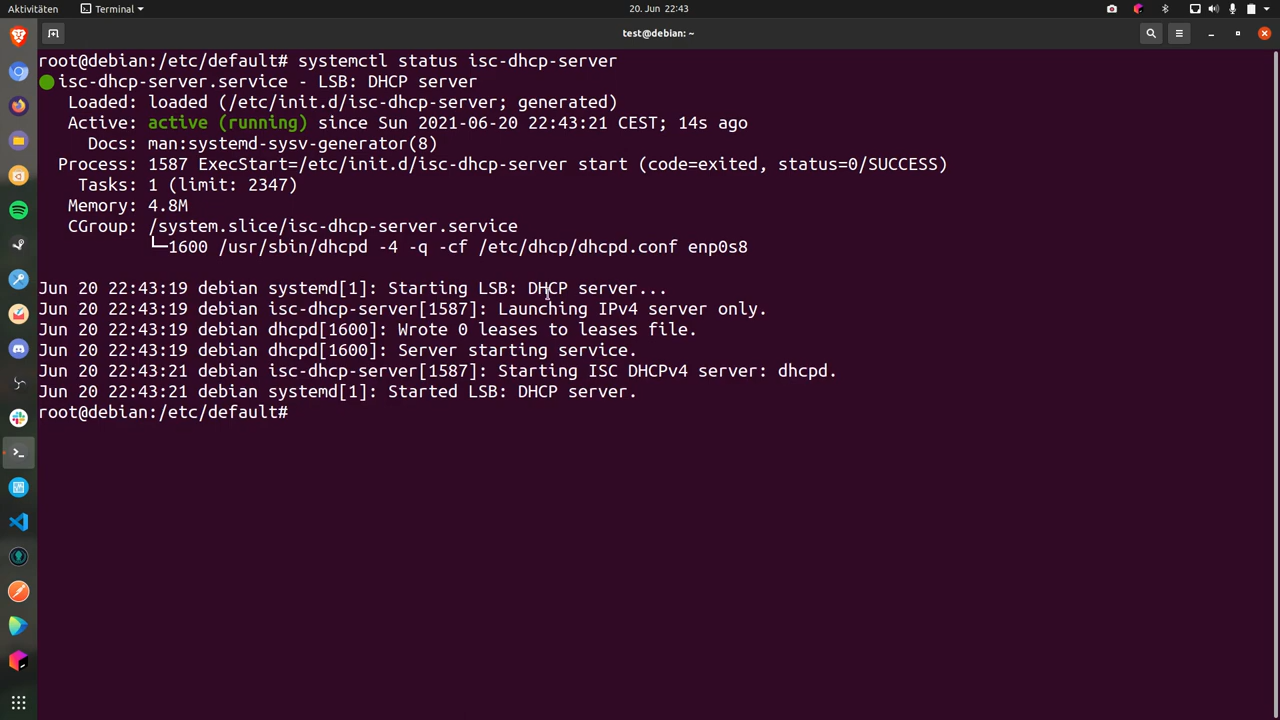 Aktivitäten
Terminal
20. Jun 22:43
test@debian: ~
root@debian:/etc/default# systemctl status isc-dhcp-server
isc-dhcp-server.service - LSB: DHCP server
Loaded: loaded (/etc/init.d/isc-dhcp-server; generated)
Active: active (running) since Sun 2021-06-20 22:43:21 CEST; 14s ago
Docs: man:systemd-sysv-generator(8)
Process: 1587 ExecStart=/etc/init.d/isc-dhcp-server start (code=exited, status=0/SUCCESS)
Tasks: 1 (limit: 2347)
Memory: 4.8M
CGroup: /system.slice/isc-dhcp-server.service
└─1600 /usr/sbin/dhcpd -4 -q -cf /etc/dhcp/dhcpd.conf enp0s8
Jun 20 22:43:19 debian systemd[1]: Starting LSB: DHCP server...
Jun 20 22:43:19 debian isc-dhcp-server[1587]: Launching IPv4 server only.
Jun 20 22:43:19 debian dhcpd[1600]: Wrote 0 leases to leases file.
Jun 20 22:43:19 debian dhcpd[1600]: Server starting service.
Jun 20 22:43:21 debian isc-dhcp-server[1587]: Starting ISC DHCPv4 server: dhcpd.
Jun 20 22:43:21 debian systemd[1]: Started LSB: DHCP server.
root@debian:/etc/default#